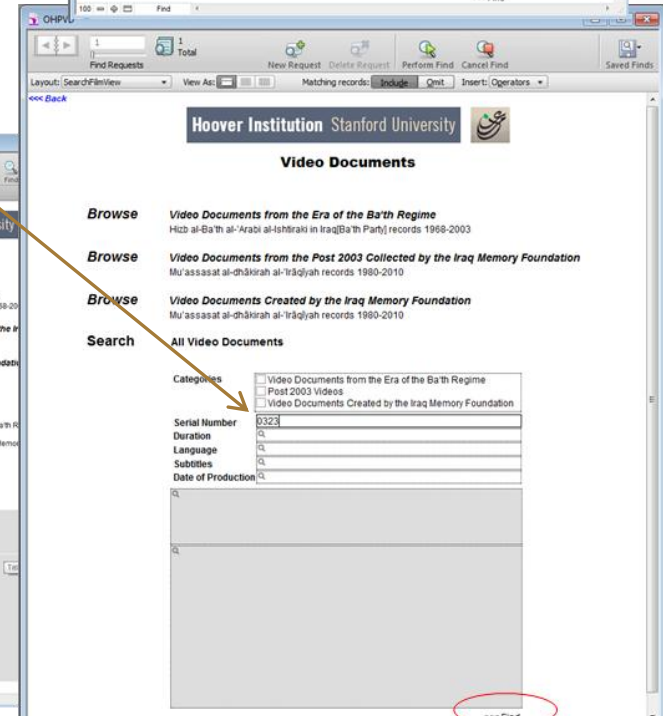 100
Find
OHPVD
1
Find Requests
1
Total
New Request
Delete Request
Perform Find
Cancel Find
Saved Finds
Layout: SearchFilmView
View As:
Matching records: Include Omit
Insert: Operators
<<< Back
Hoover Institution Stanford University
Video Documents
Browse Video Documents from the Era of the Ba'th Regime
Hizb al-Ba'th al-'Arabi al-Ishtiraki in Iraq[Ba'th Party] records 1968-2003
Browse Video Documents from the Post 2003 Collected by the Iraq Memory Foundation
Mu'assasat al-dhākirah al-'Irāqīyah records 1980-2010
Browse Video Documents Created by the Iraq Memory Foundation
Mu'assasat al-dhākirah al-'Irāqīyah records 1980-2010
Search All Video Documents
Categories
Video Documents from the Era of the Ba'th Regime
Post 2003 Videos
Video Documents Created by the Iraq Memory Foundation
Serial Number 0323
Duration
Language
Subtitles
Date of Production